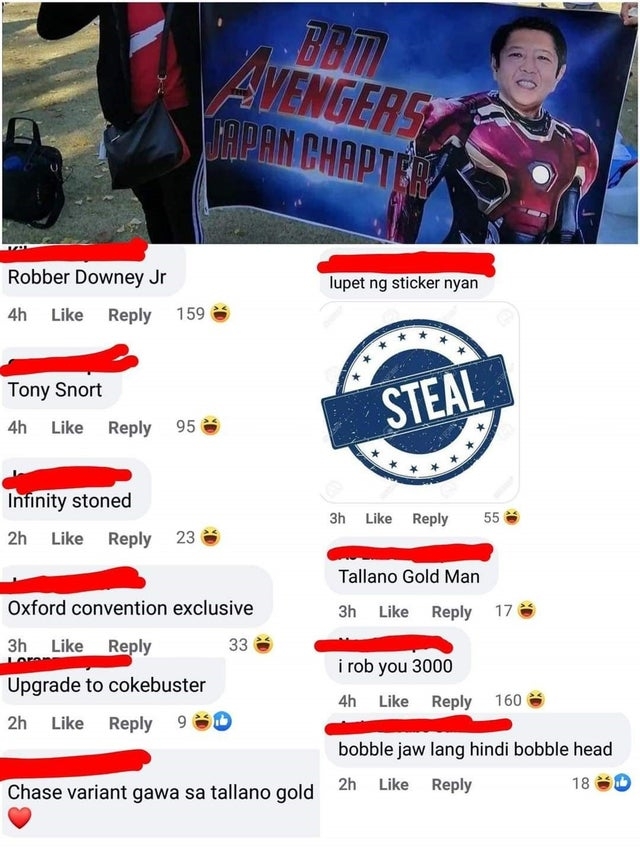 BBM
AVENGERS
JAPAN CHAPTER
Robber Downey Jr
4h Like Reply 159
Tony Snort
4h Like Reply 95
Infinity stoned
2h Like Reply 23
Oxford convention exclusive
3h Like Reply 33
Upgrade to cokebuster
2h Like Reply 9
Chase variant gawa sa tallano gold
lupet ng sticker nyan
STEAL
3h Like Reply 55
Tallano Gold Man
3h Like Reply 17
i rob you 3000
4h Like Reply 160
bobble jaw lang hindi bobble head
2h Like Reply 18